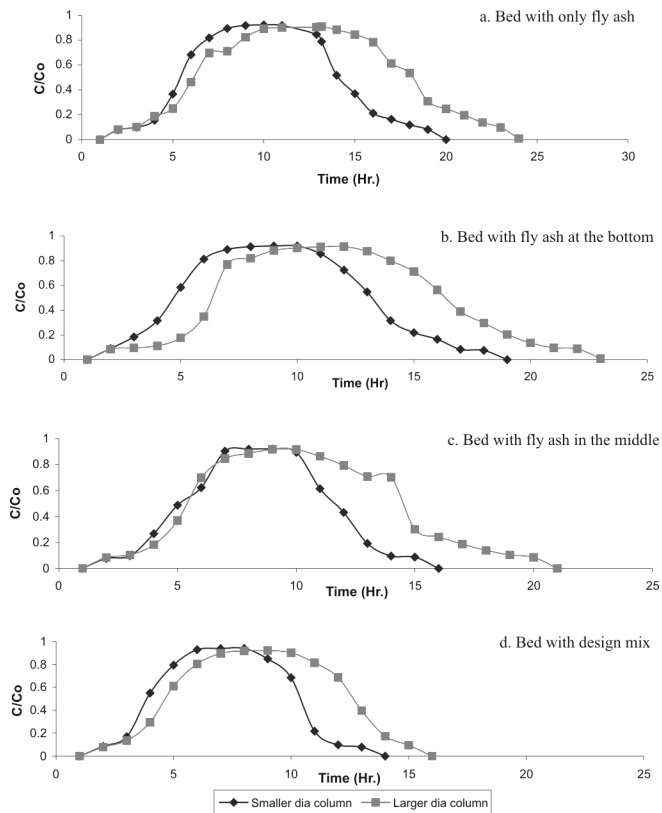 a. Bed with only fly ash
C/Co
1
0.8
0.6
0.4
0.2
0
0 5 10 15 20 25 30
Time (Hr.)
b. Bed with fly ash at the bottom
C/Co
1
0.8
0.6
0.4
0.2
0
0 5 10 15 20 25
Time (Hr)
c. Bed with fly ash in the middle
C/Co
1
0.8
0.6
0.4
0.2
0
0 5 10 15 20 25
Time (Hr.)
d. Bed with design mix
C/Co
1
0.8
0.6
0.4
0.2
0
0 5 10 15 20 25
Time (Hr.)
Smaller dia column Larger dia column